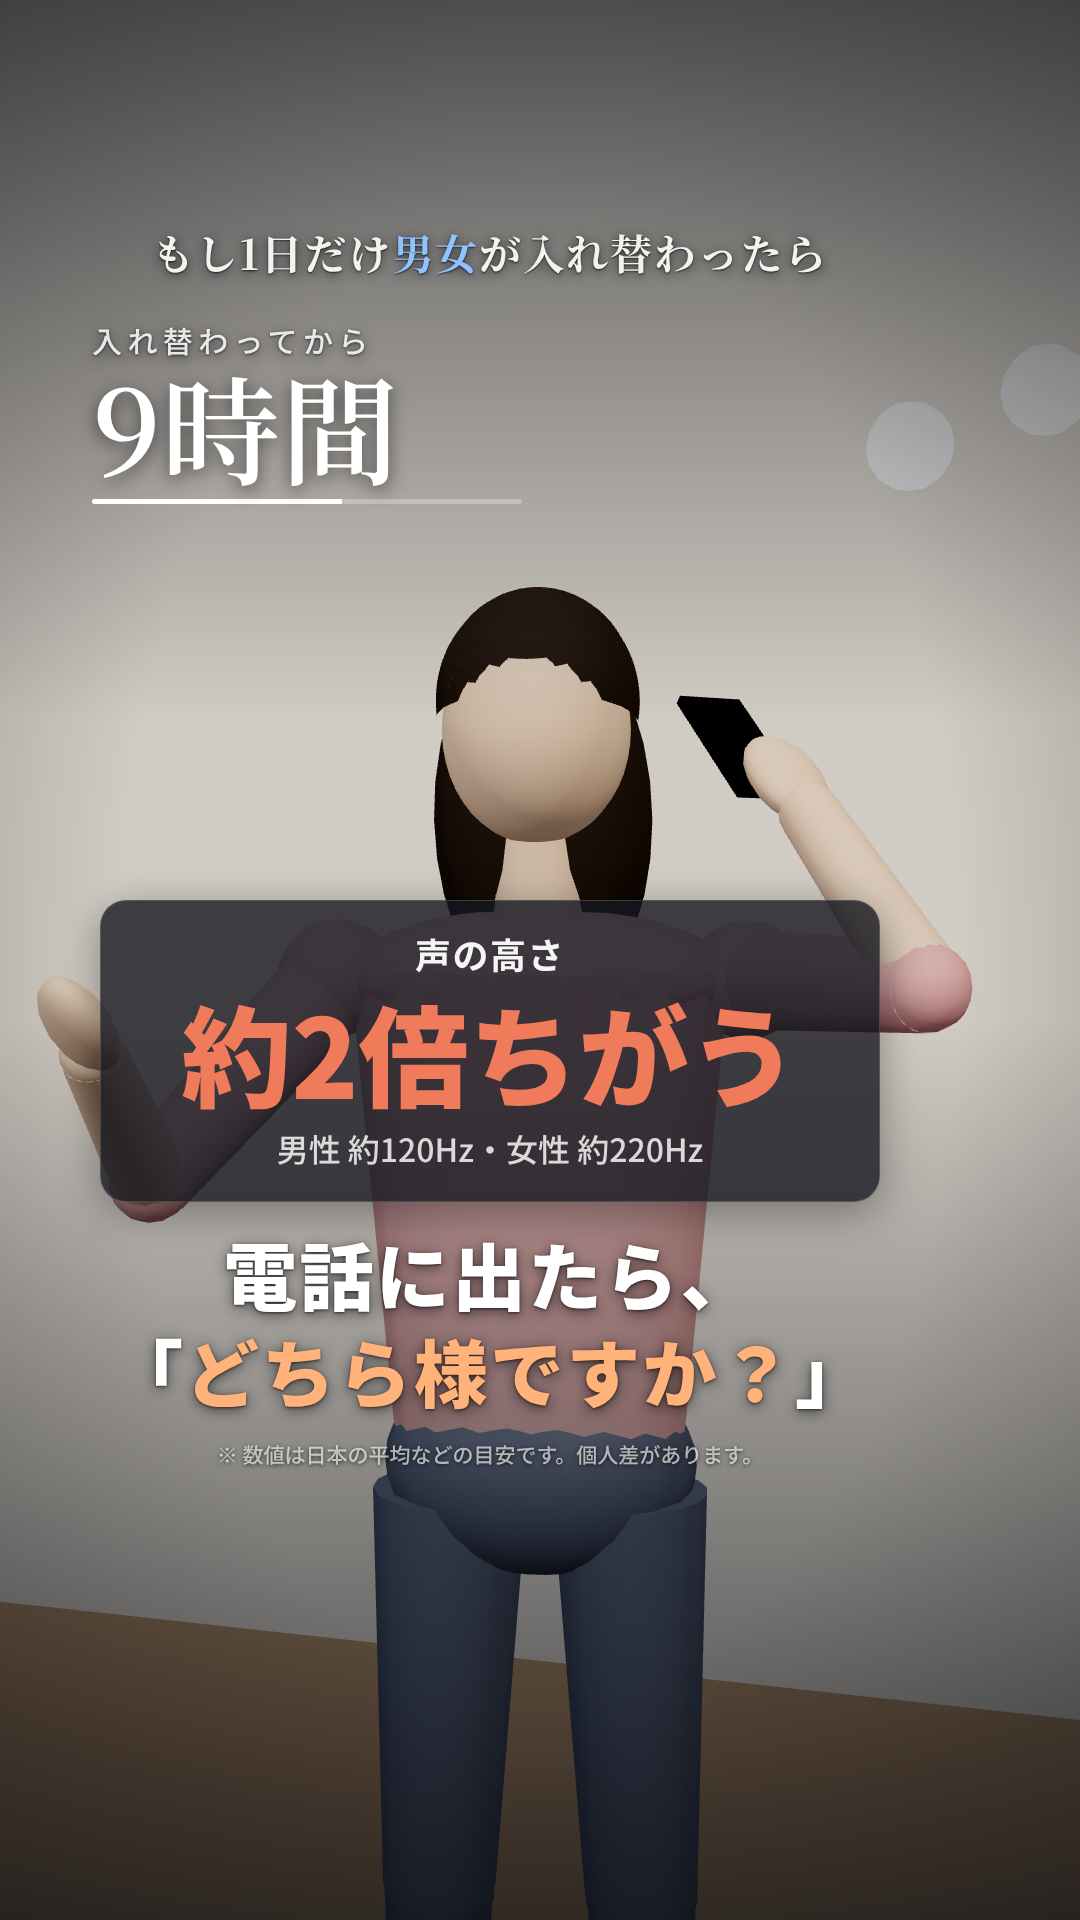 もし1日だけ男女が入れ替わったら
入れ替わってから
9時間
声の高さ
約2倍ちがう
男性 約120Hz・女性 約220Hz
電話に出たら、
「どちら様ですか？」
※ 数値は日本の平均などの目安です。個人差があります。